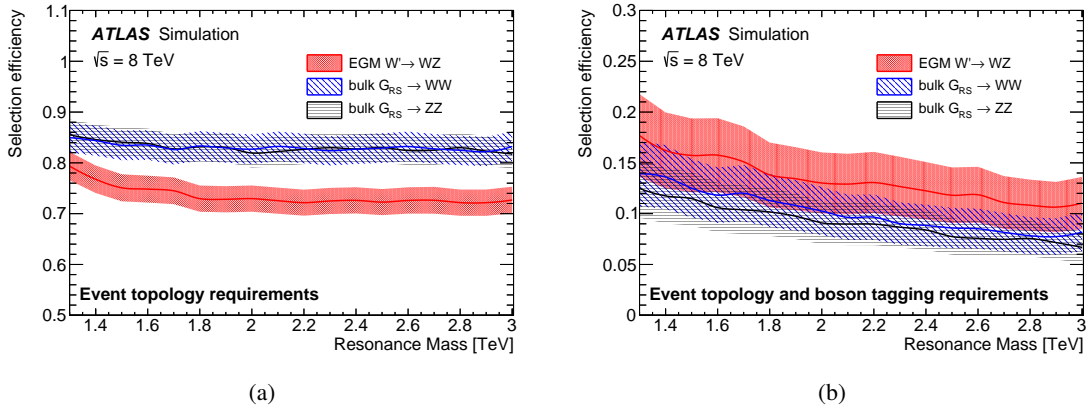 Selection efficiency
1.1
1
0.9
0.8
0.7
0.6
0.5
ATLAS Simulation
√s = 8 TeV
EGM W'→ WZ
bulk G_RS → WW
bulk G_RS → ZZ
Event topology requirements
1.4 1.6 1.8 2 2.2 2.4 2.6 2.8 3
Resonance Mass [TeV]
(a)
Selection efficiency
0.3
0.25
0.2
0.15
0.1
0.05
0
ATLAS Simulation
√s = 8 TeV
EGM W'→ WZ
bulk G_RS → WW
bulk G_RS → ZZ
Event topology and boson tagging requirements
1.4 1.6 1.8 2 2.2 2.4 2.6 2.8 3
Resonance Mass [TeV]
(b)